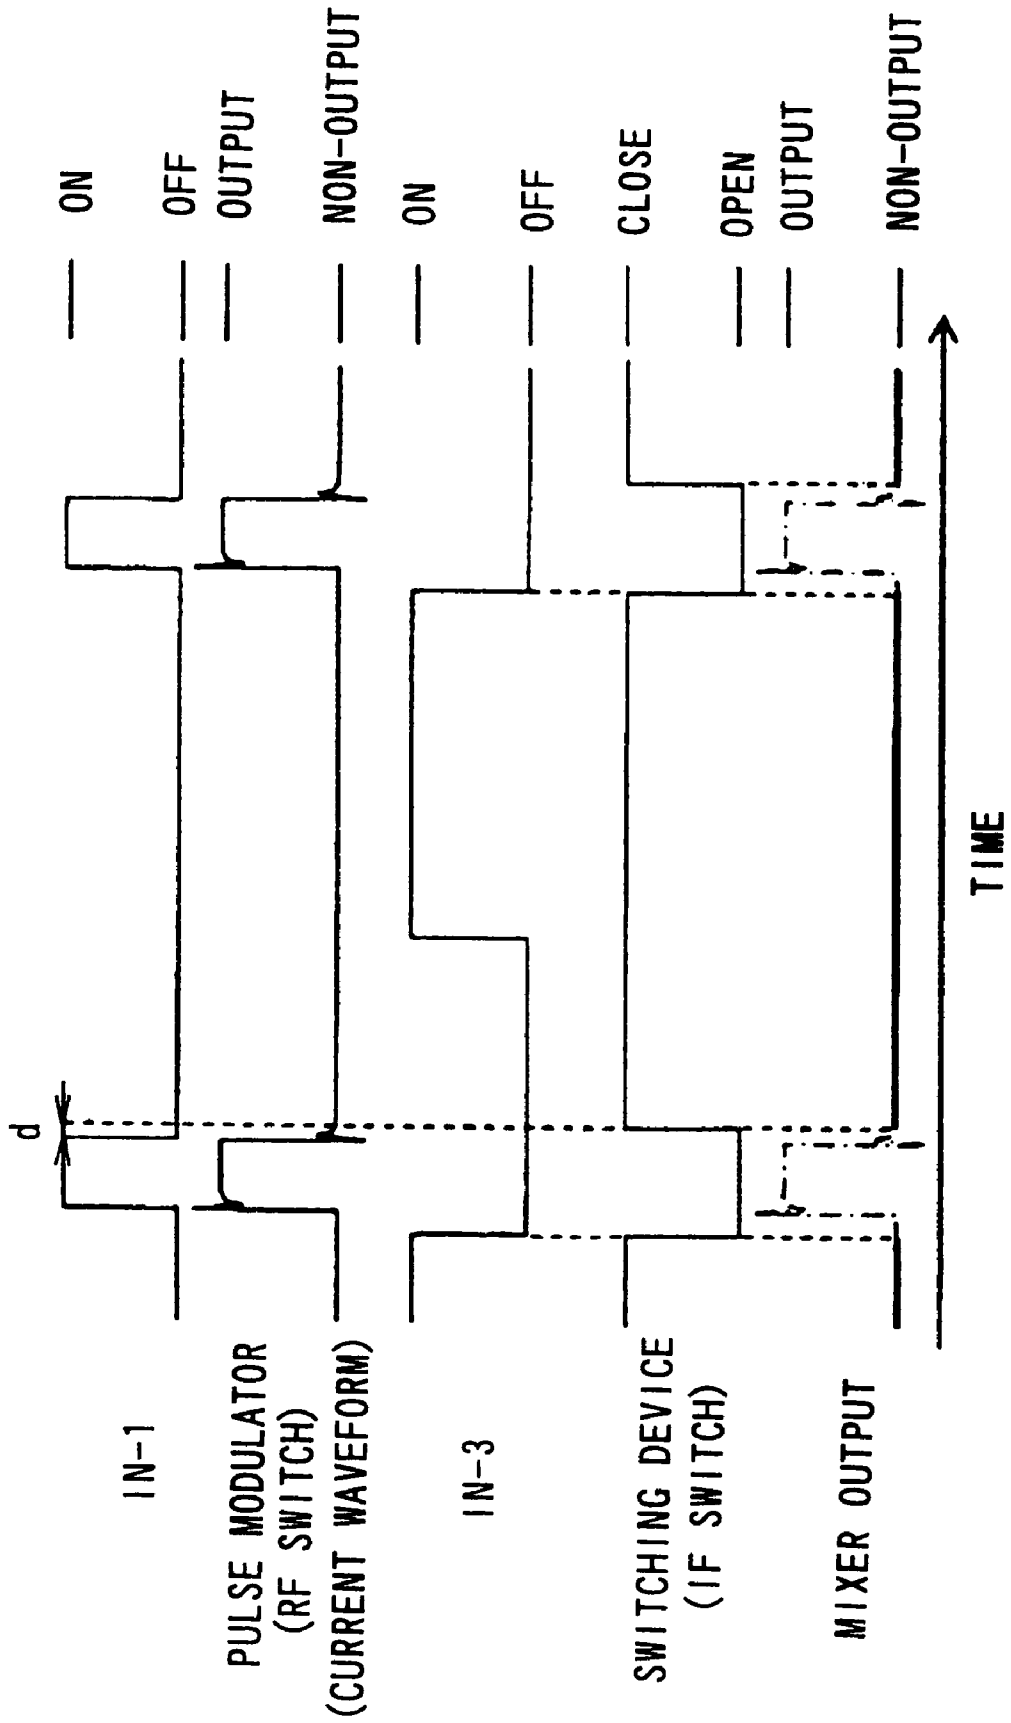 d
IN-1
ON
OFF
PULSE MODULATOR
(RF SWITCH)
(CURRENT WAVEFORM)
OUTPUT
NON-OUTPUT
IN-3
ON
OFF
SWITCHING DEVICE
(IF SWITCH)
CLOSE
OPEN
MIXER OUTPUT
OUTPUT
NON-OUTPUT
TIME